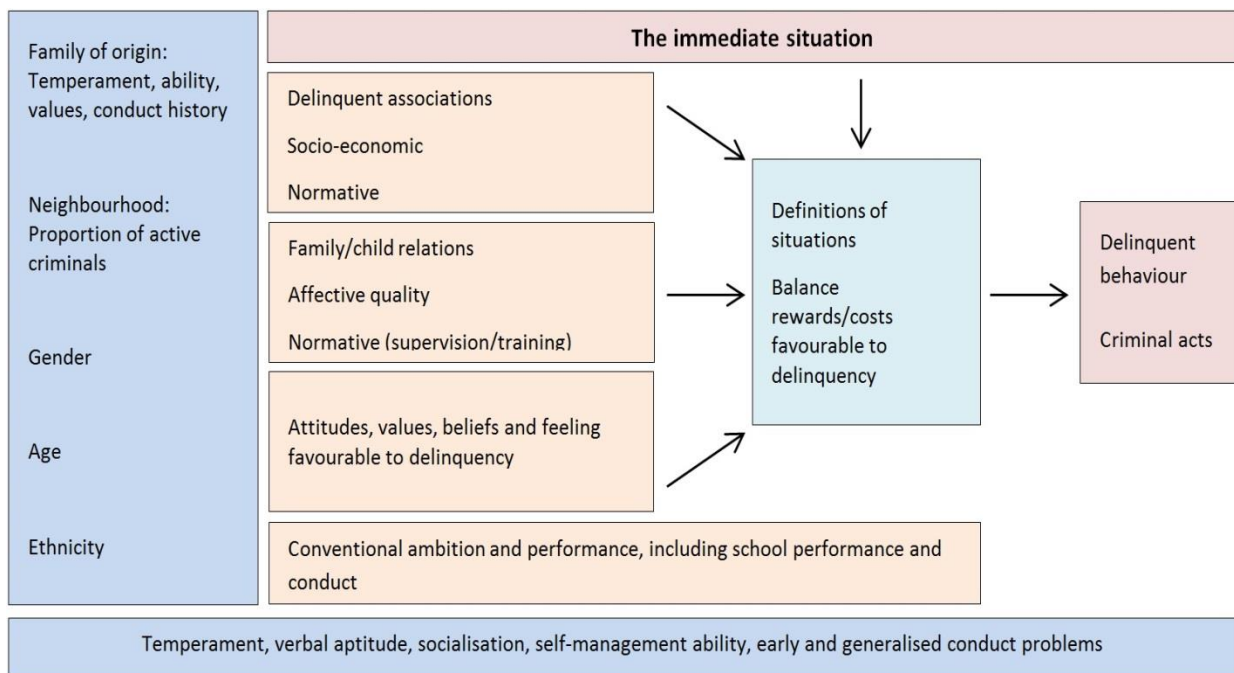 Family of origin:
Temperament, ability,
values, conduct history
Neighbourhood:
Proportion of active
criminals
Gender
Age
Ethnicity
The immediate situation
Delinquent associations
Socio-economic
Normative
Family/child relations
Affective quality
Normative (supervision/training)
Attitudes, values, beliefs and feeling
favourable to delinquency
Conventional ambition and performance, including school performance and
conduct
Definitions of
situations
Balance
rewards/costs
favourable to
delinquency
Delinquent
behaviour
Criminal acts
Temperament, verbal aptitude, socialisation, self-management ability, early and generalised conduct problems